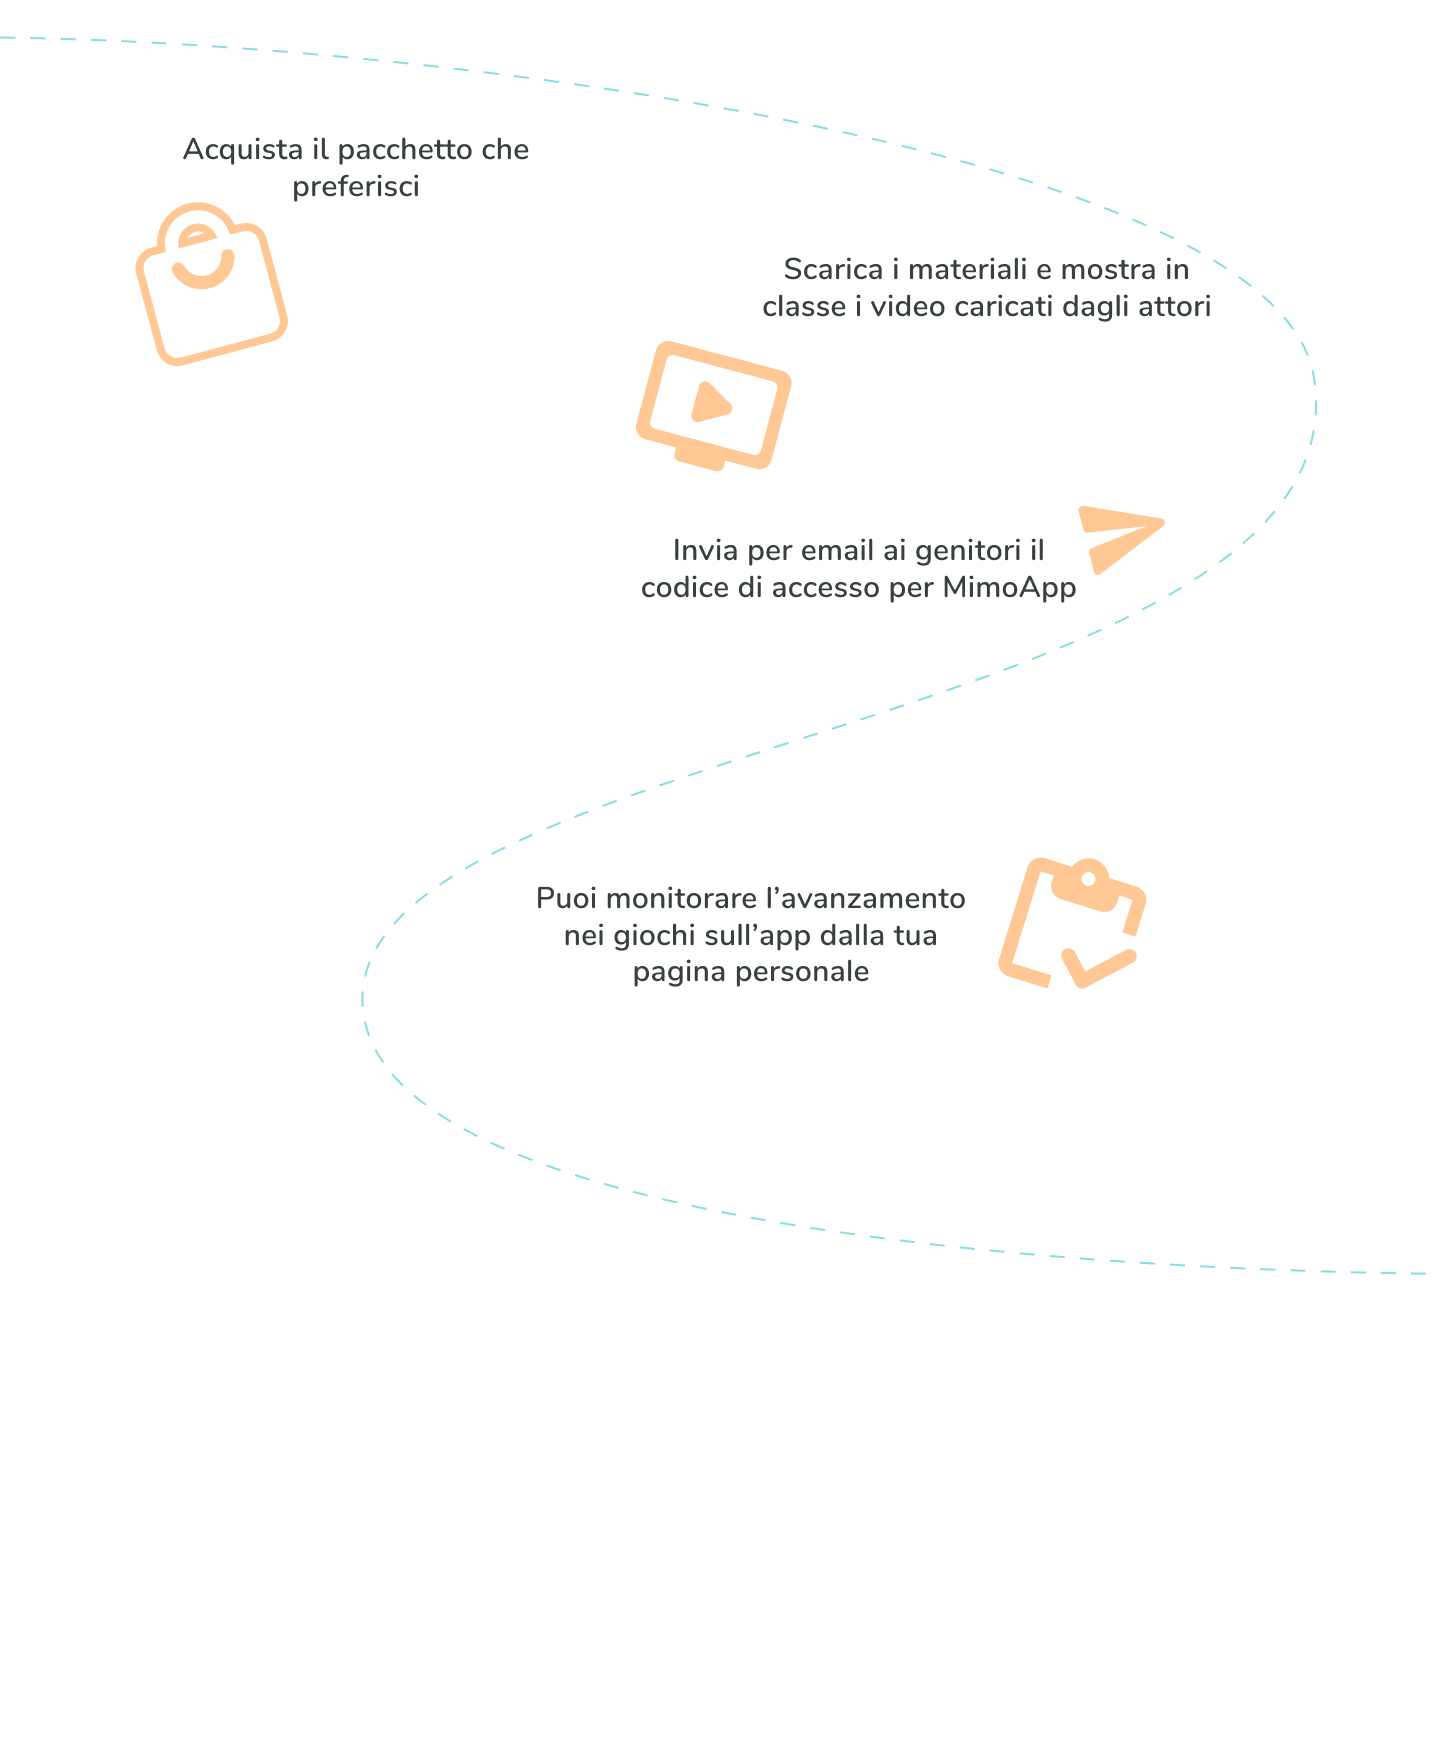 Acquista il pacchetto che
preferisci
Scarica i materiali e mostra in
classe i video caricati dagli attori
Invia per email ai genitori il
codice di accesso per MimoApp
Puoi monitorare l’avanzamento
nei giochi sull’app dalla tua
pagina personale